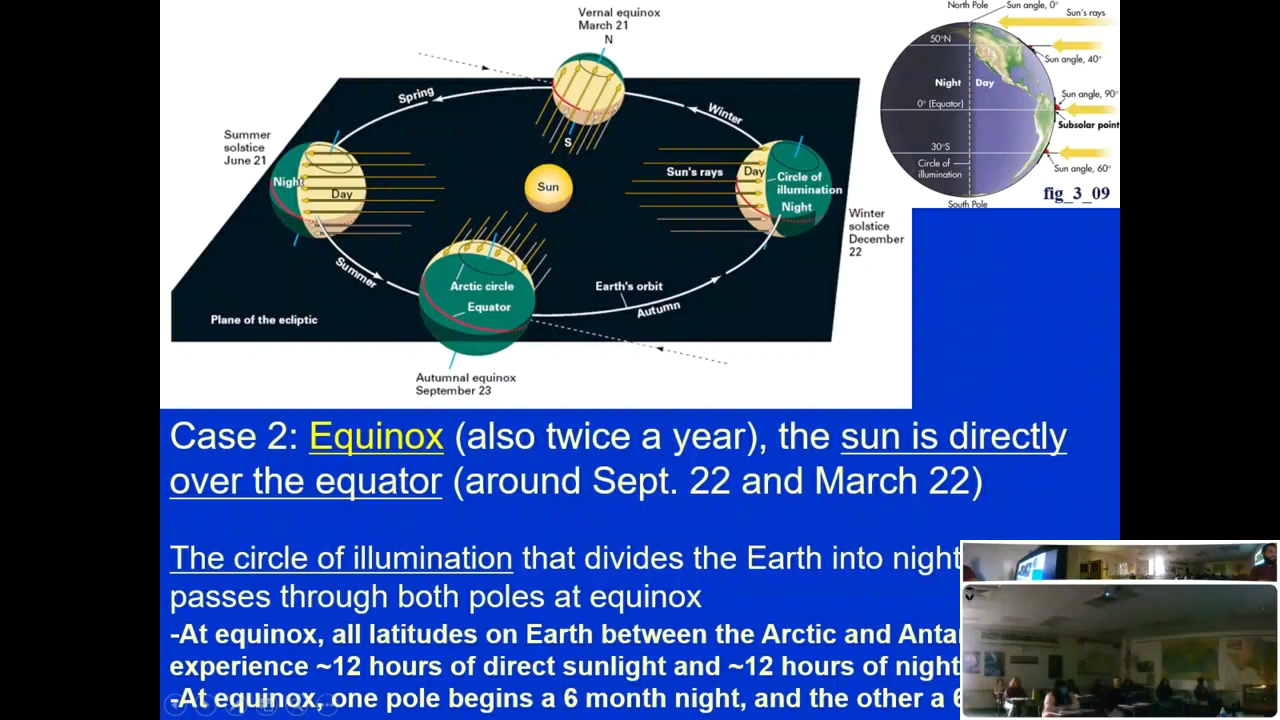 Vernal equinox
March 21
N
S
Spring
Winter
Summer
solstice
June 21
Night
Day
Sun
Sun's rays
Day
Circle of
illumination
Night
Winter
solstice
December
22
Summer
Arctic circle
Equator
Earth's orbit
Autumn
Plane of the ecliptic
Autumnal equinox
September 23
North Pole
Sun angle, 0°
Sun's rays
50°N
Sun angle, 40°
Night
Day
Sun angle, 90°
0° (Equator)
Subsolar point
30°S
Circle of
illumination
Sun angle, 60°
fig_3_09
South Pole
Case 2: Equinox (also twice a year), the sun is directly
over the equator (around Sept. 22 and March 22)
The circle of illumination that divides the Earth into night
passes through both poles at equinox
-At equinox, all latitudes on Earth between the Arctic and Antar
experience ~12 hours of direct sunlight and ~12 hours of night
-At equinox, one pole begins a 6 month night, and the other a 6